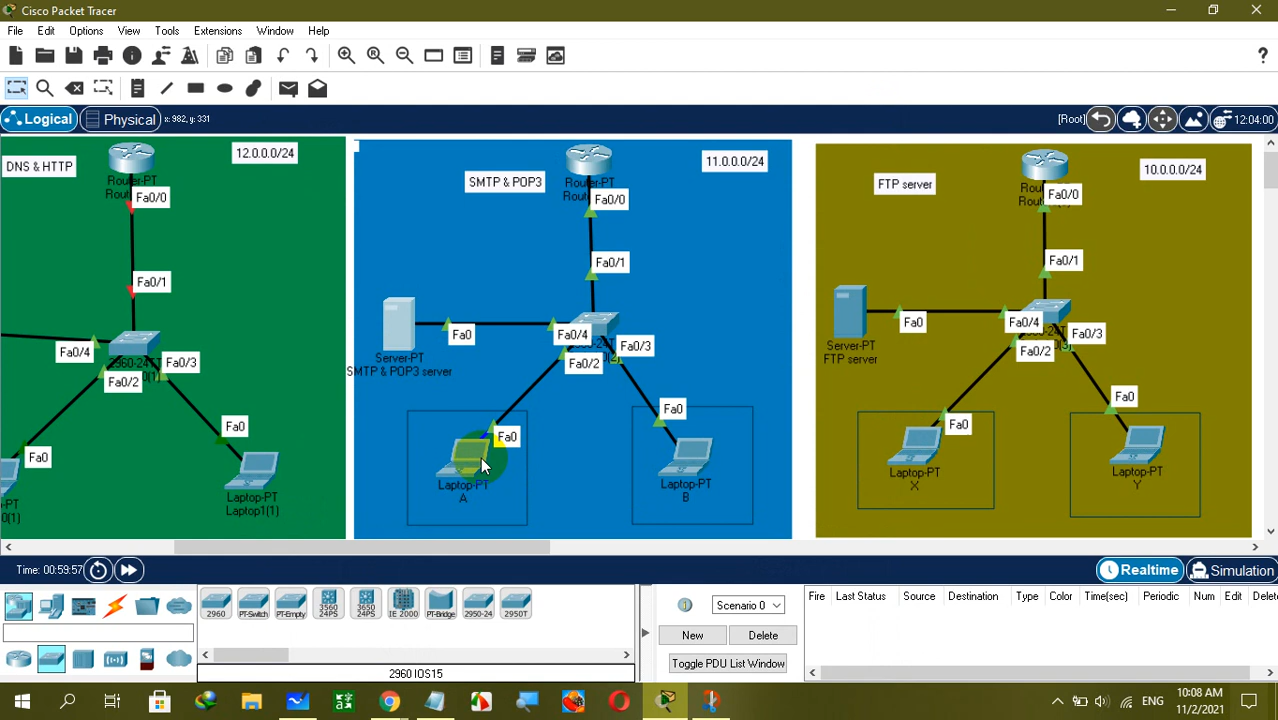 Cisco Packet Tracer
File Edit Options View Tools Extensions Window Help
Logical
Physical
x: 982, y: 331
[Root]
12:04:00
DNS & HTTP
12.0.0.0/24
Router-PT
Fa0/0
Fa0/1
Fa0/4
Fa0/3
2960-24TT
Fa0/2
Fa0
Fa0
Laptop-PT
Laptop1(1)
SMTP & POP3
11.0.0.0/24
Router-PT
Fa0/0
Fa0/1
Fa0
Fa0/4
Fa0/3
Fa0/2
Server-PT
SMTP & POP3 server
Fa0
Fa0
Laptop-PT
A
Laptop-PT
B
FTP server
10.0.0.0/24
Fa0/0
Fa0/1
Fa0
Fa0/4
Fa0/3
Fa0/2
Server-PT
FTP server
Fa0
Fa0
Laptop-PT
X
Laptop-PT
Y
Time: 00:59:57
Realtime
Simulation
2960
PT-Switch
PT-Empty
3560
24PS
3650
24PS
IE 2000
PT-Bridge
2950-24
2950T
2960 IOS15
Scenario 0
New
Delete
Toggle PDU List Window
Fire Last Status Source Destination Type Color Time(sec) Periodic Num Edit Delete
ENG
10:08 AM
11/2/2021